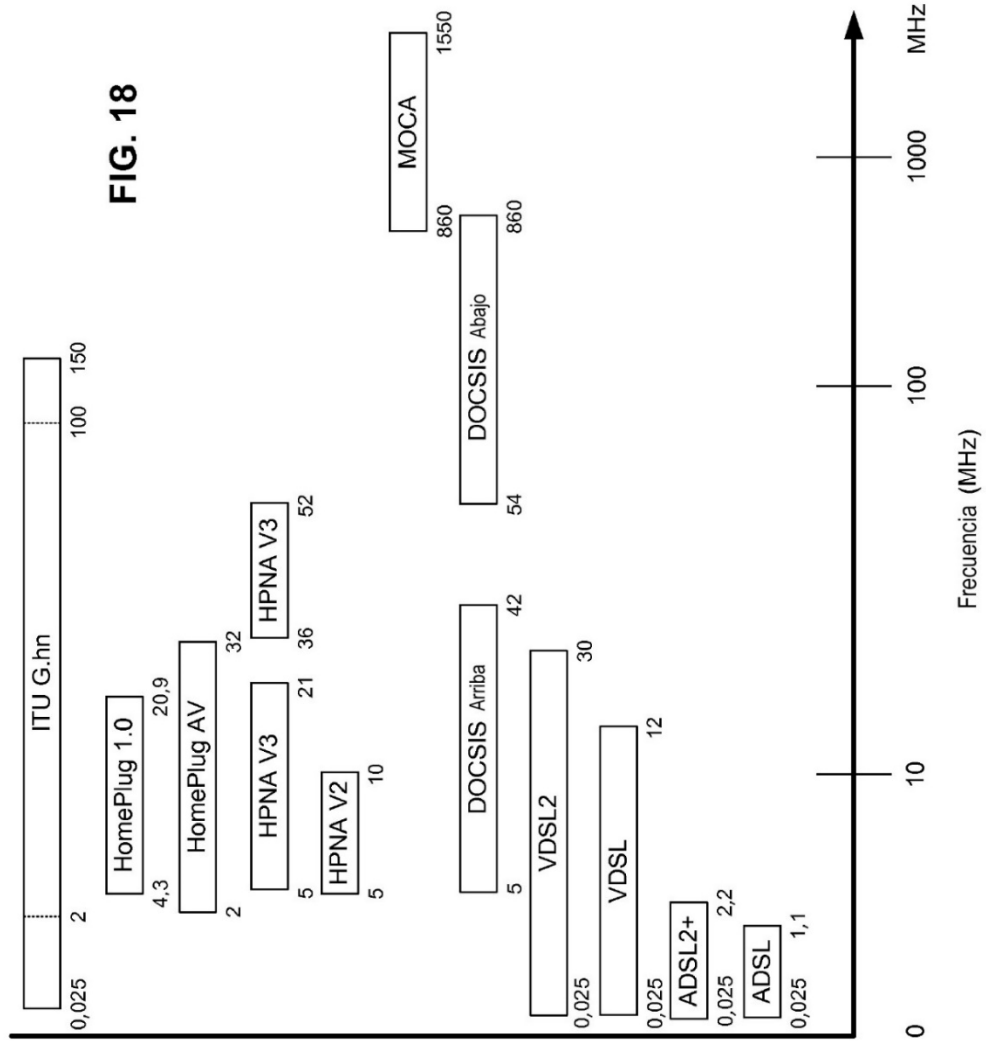 FIG. 18
ITU G.hn
0,025 2 100 150
HomePlug 1.0
4,3 20,9
HomePlug AV
2 32
HPNA V3 HPNA V3
5 21 36 52
HPNA V2
5 10
MOCA
860 1550
DOCSIS Arriba DOCSIS Abajo
5 42 54 860
VDSL2
0,025 30
VDSL
0,025 12
ADSL2+
0,025 2,2
ADSL
0,025 1,1
0 10 100 1000 MHz
Frecuencia (MHz)